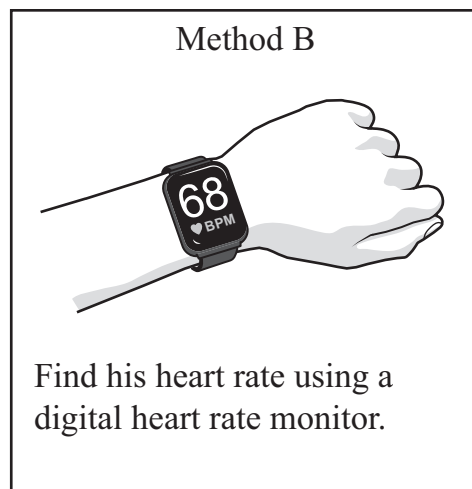 Method B
68
BPM
Find his heart rate using a
digital heart rate monitor.